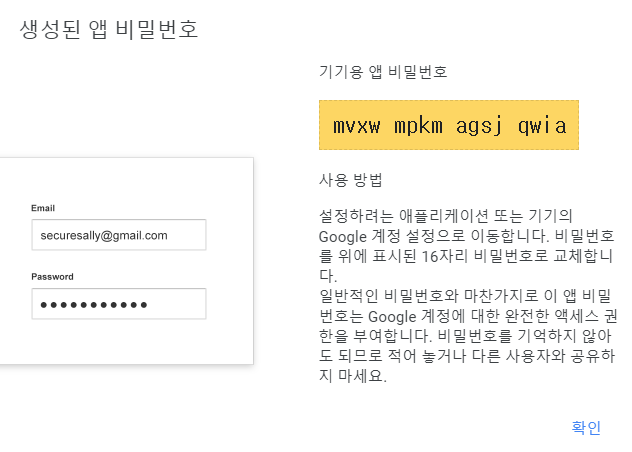 생성된 앱 비밀번호
기기용 앱 비밀번호
mvxw mpkm agsj qwia
사용 방법
설정하려는 애플리케이션 또는 기기의
Google 계정 설정으로 이동합니다. 비밀번호
를 위에 표시된 16자리 비밀번호로 교체합니
다.
일반적인 비밀번호와 마찬가지로 이 앱 비밀
번호는 Google 계정에 대한 완전한 액세스 권
한을 부여합니다. 비밀번호를 기억하지 않아
도 되므로 적어 놓거나 다른 사용자와 공유하
지 마세요.
Email
securesally@gmail.com
Password
●●●●●●●●●●●
확인